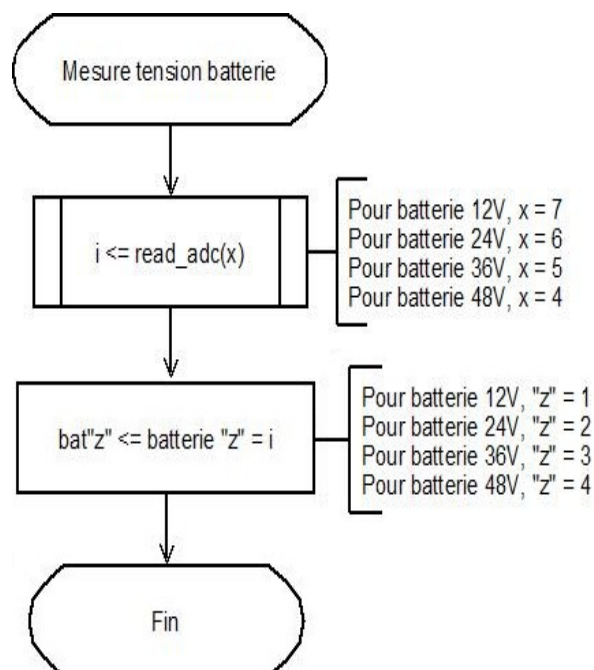 Mesure tension batterie
i <= read_adc(x)
Pour batterie 12V, x = 7
Pour batterie 24V, x = 6
Pour batterie 36V, x = 5
Pour batterie 48V, x = 4
bat"z" <= batterie "z" = i
Pour batterie 12V, "z" = 1
Pour batterie 24V, "z" = 2
Pour batterie 36V, "z" = 3
Pour batterie 48V, "z" = 4
Fin